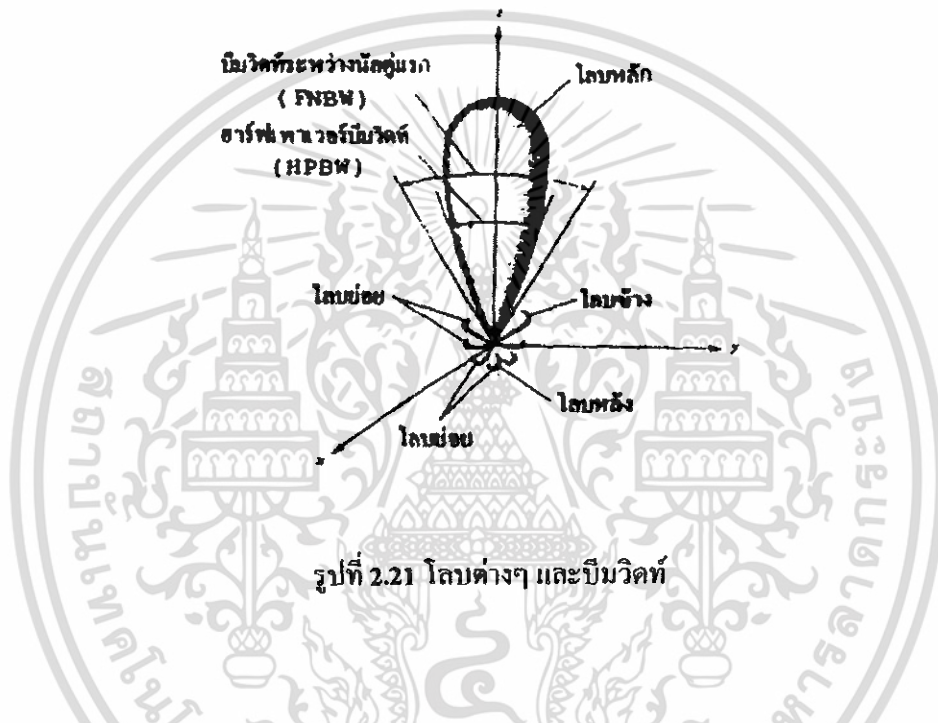 z
บีมวิดท์ระหว่างนัลคู่แรก
( FNBW)
โลบหลัก
ฮาร์ฟเพาเวอร์บีมวิดท์
(HPBW)
โลบย่อย
โลบข้าง
y
โลบหลัง
โลบย่อย
x
รูปที่ 2.21 โลบต่างๆ และบีมวิดท์